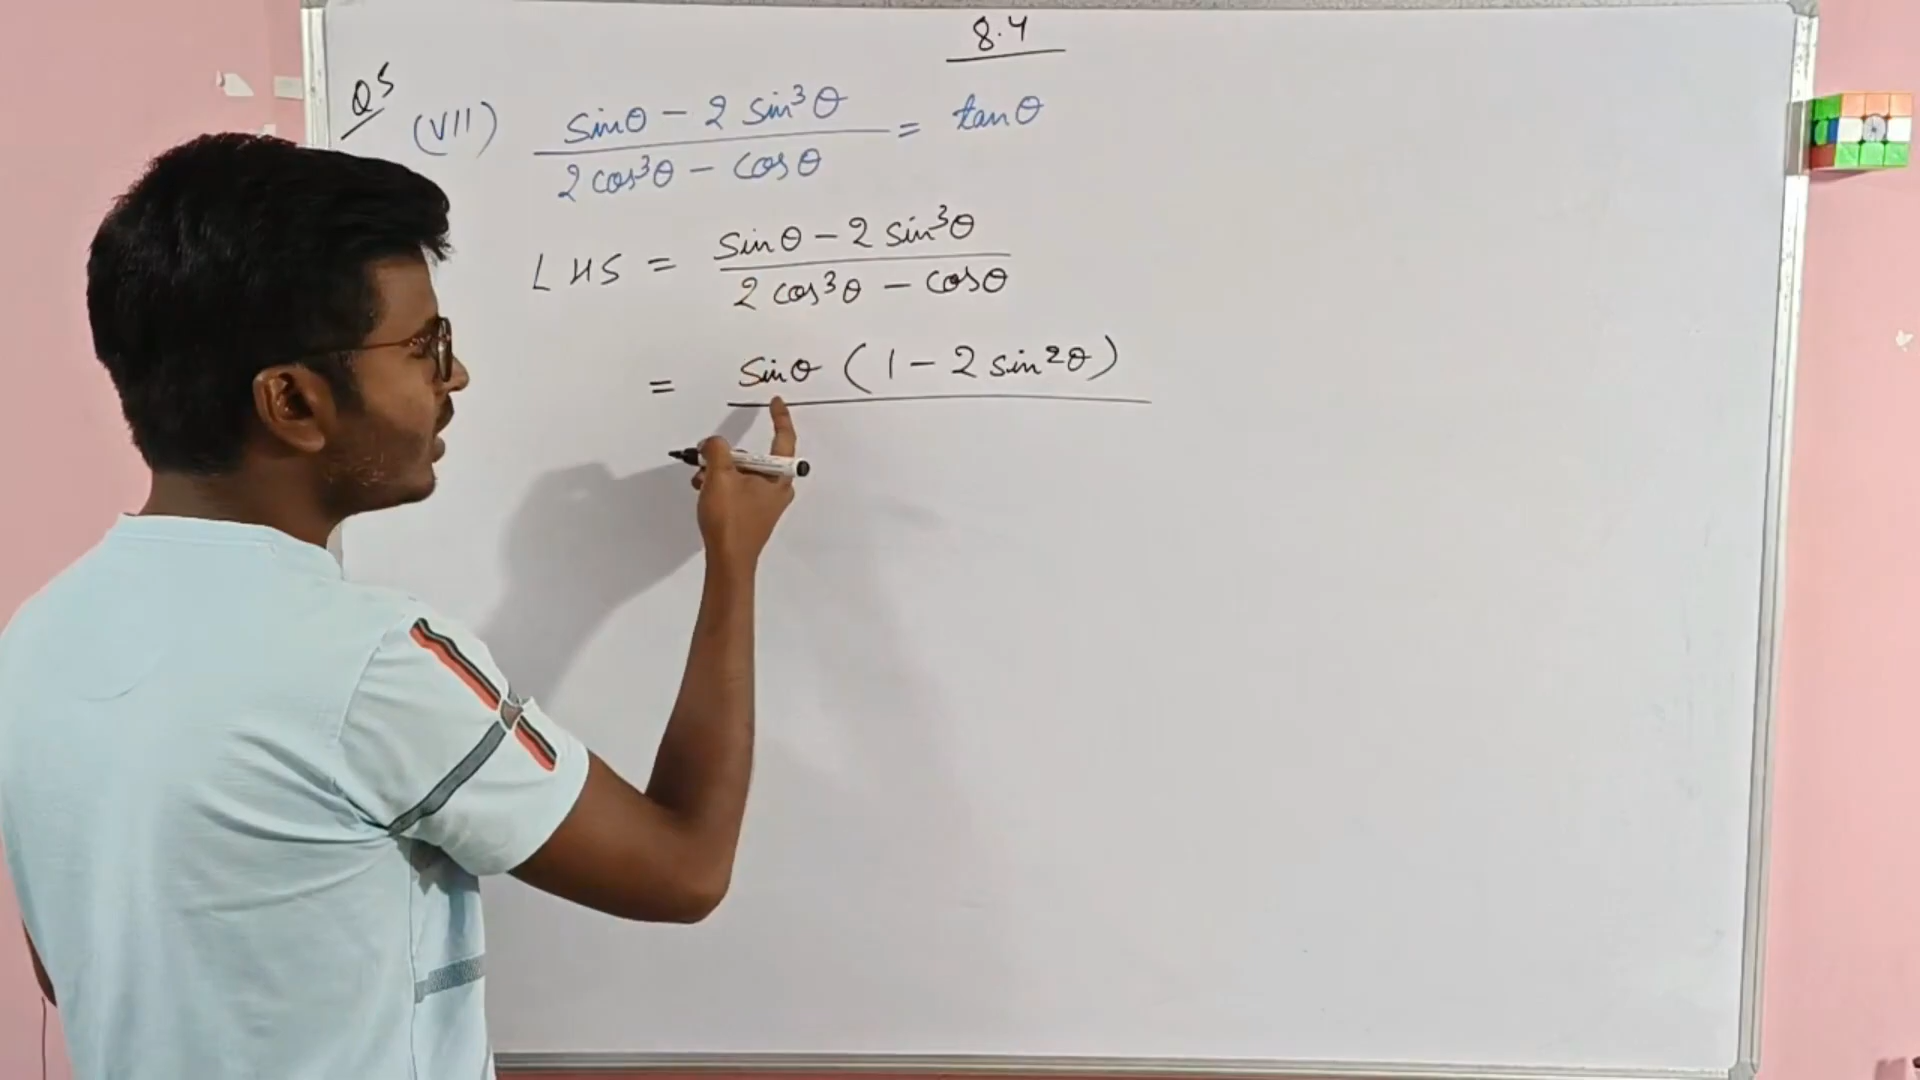 8.4
Q5
(VII) sinθ - 2 sin³θ / 2 cos³θ - cosθ = tanθ
LHS = sinθ - 2 sin³θ / 2 cos³θ - cosθ
= sinθ (1 - 2 sin²θ)